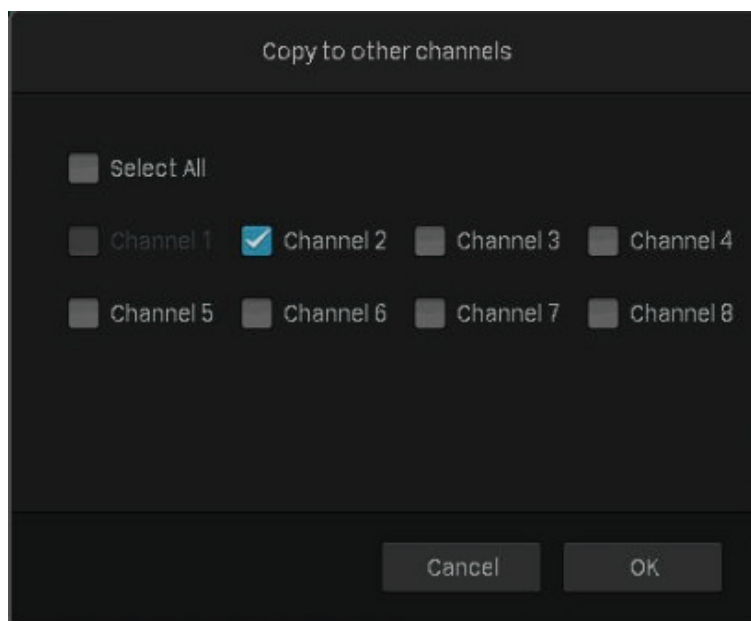 Copy to other channels
Select All
Channel 1 Channel 2 Channel 3 Channel 4
Channel 5 Channel 6 Channel 7 Channel 8
Cancel OK